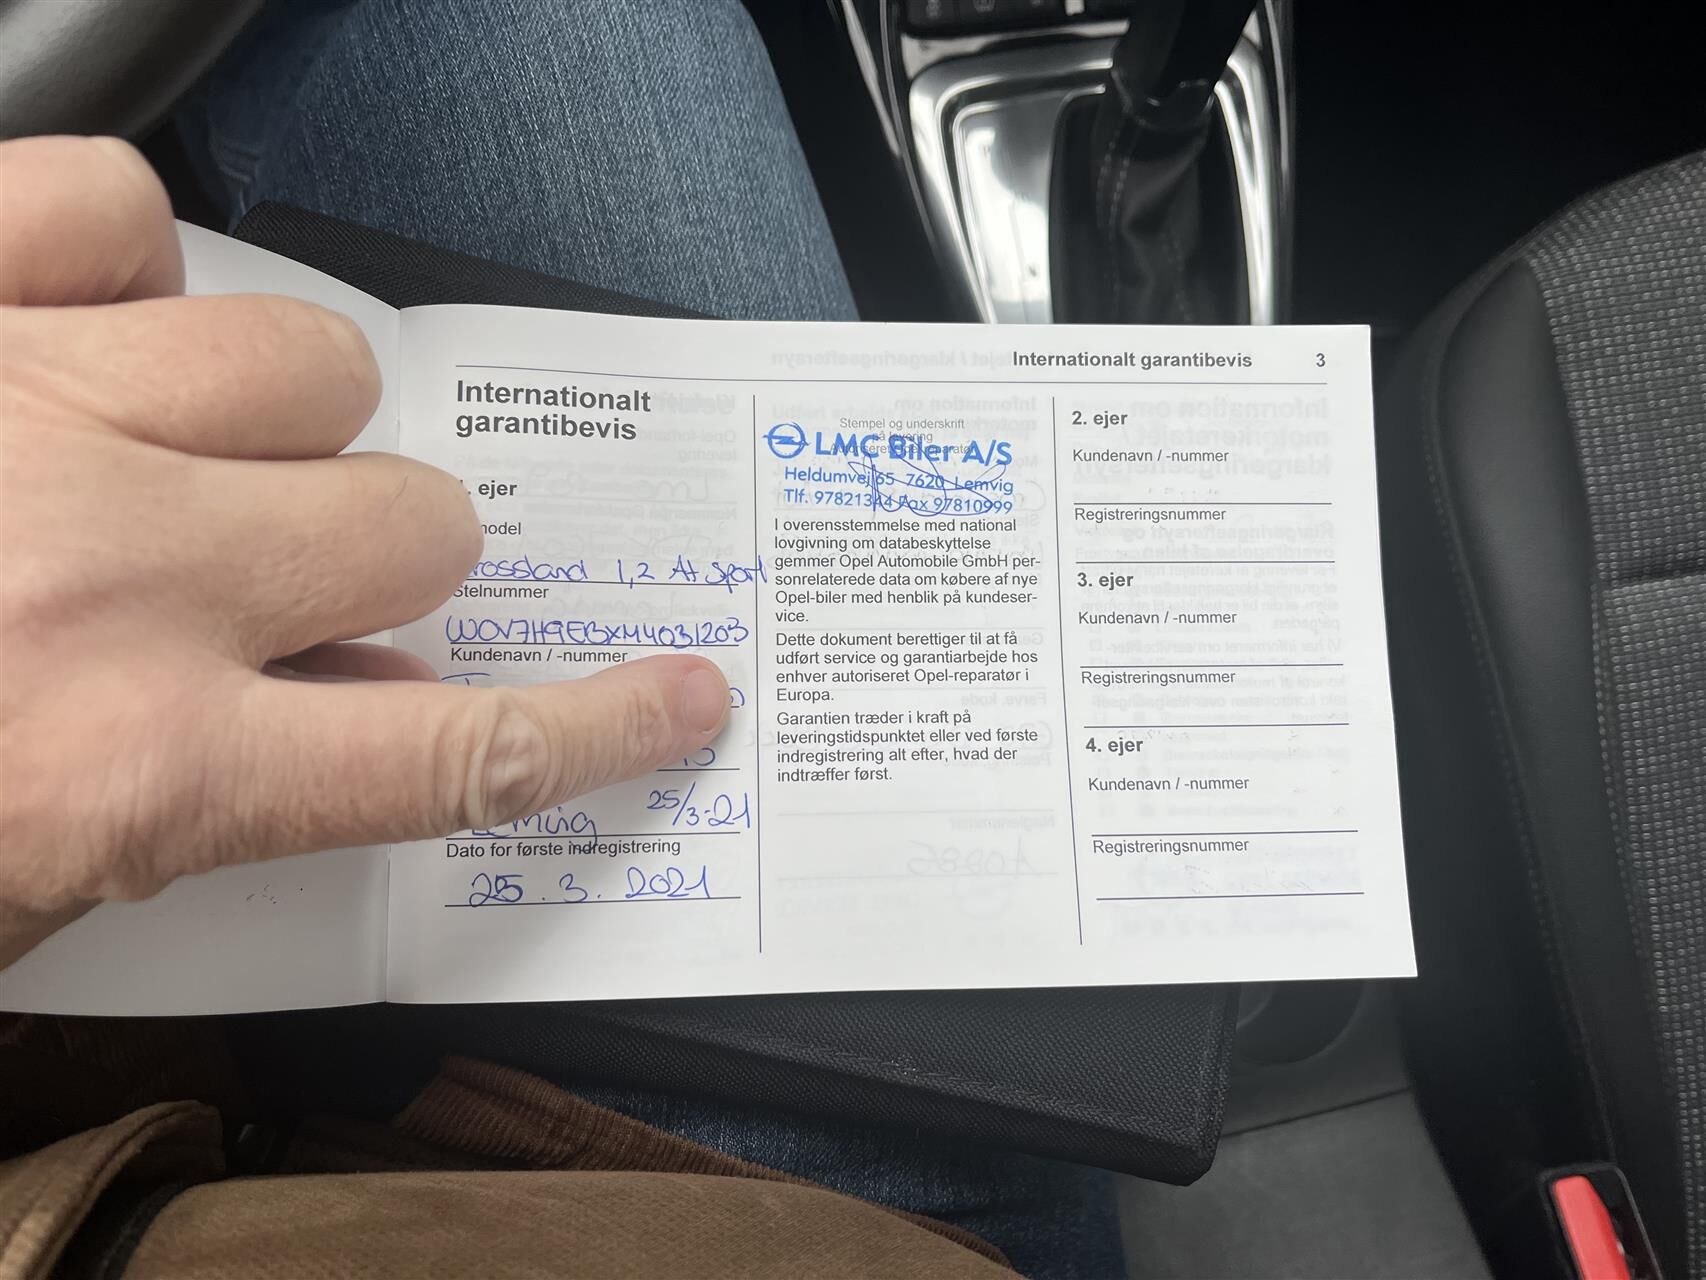 Internationalt garantibevis 3
Internationalt
garantibevis
. ejer
model
rossland 1,2 At Sport
Stelnummer
W0V7H9EBXM4031203
Kundenavn / -nummer
25/3-21
Dato for første indregistrering
25.3.2021
Stempel og underskrift
på levering
LMC Biler A/S
Heldumvej 65 7620 Lemvig
Tlf. 97821344 Fax 97810999
I overensstemmelse med national
lovgivning om databeskyttelse
gemmer Opel Automobile GmbH per-
sonrelaterede data om købere af nye
Opel-biler med henblik på kundeser-
vice.
Dette dokument berettiger til at få
udført service og garantiarbejde hos
enhver autoriseret Opel-reparatør i
Europa.
Garantien træder i kraft på
leveringstidspunktet eller ved første
indregistrering alt efter, hvad der
indtræffer først.
2. ejer
Kundenavn / -nummer
Registreringsnummer
3. ejer
Kundenavn / -nummer
Registreringsnummer
4. ejer
Kundenavn / -nummer
Registreringsnummer